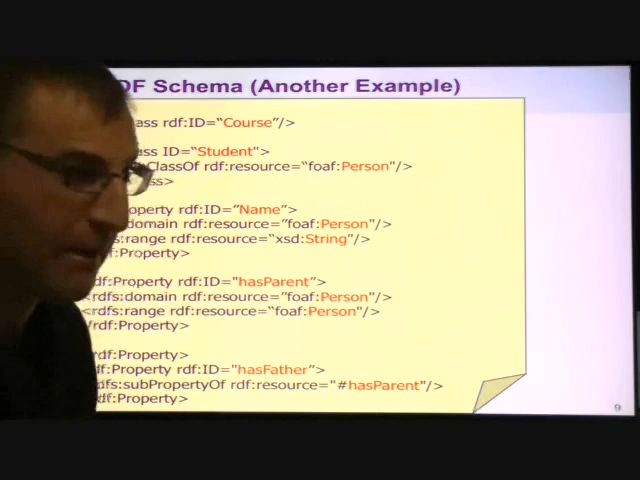 DF Schema (Another Example)
ass rdf:ID="Course"/>
ass ID="Student">
ClassOf rdf:resource="foaf:Person"/>
ss>
operty rdf:ID="Name">
domain rdf:resource="foaf:Person"/>
s:range rdf:resource="xsd:String"/>
f:Property>
df:Property rdf:ID="hasParent">
<rdfs:domain rdf:resource="foaf:Person"/>
<rdfs:range rdf:resource="foaf:Person"/>
/rdf:Property>
df:Property>
df:Property rdf:ID="hasFather">
dfs:subPropertyOf rdf:resource="#hasParent"/>
df:Property>
9